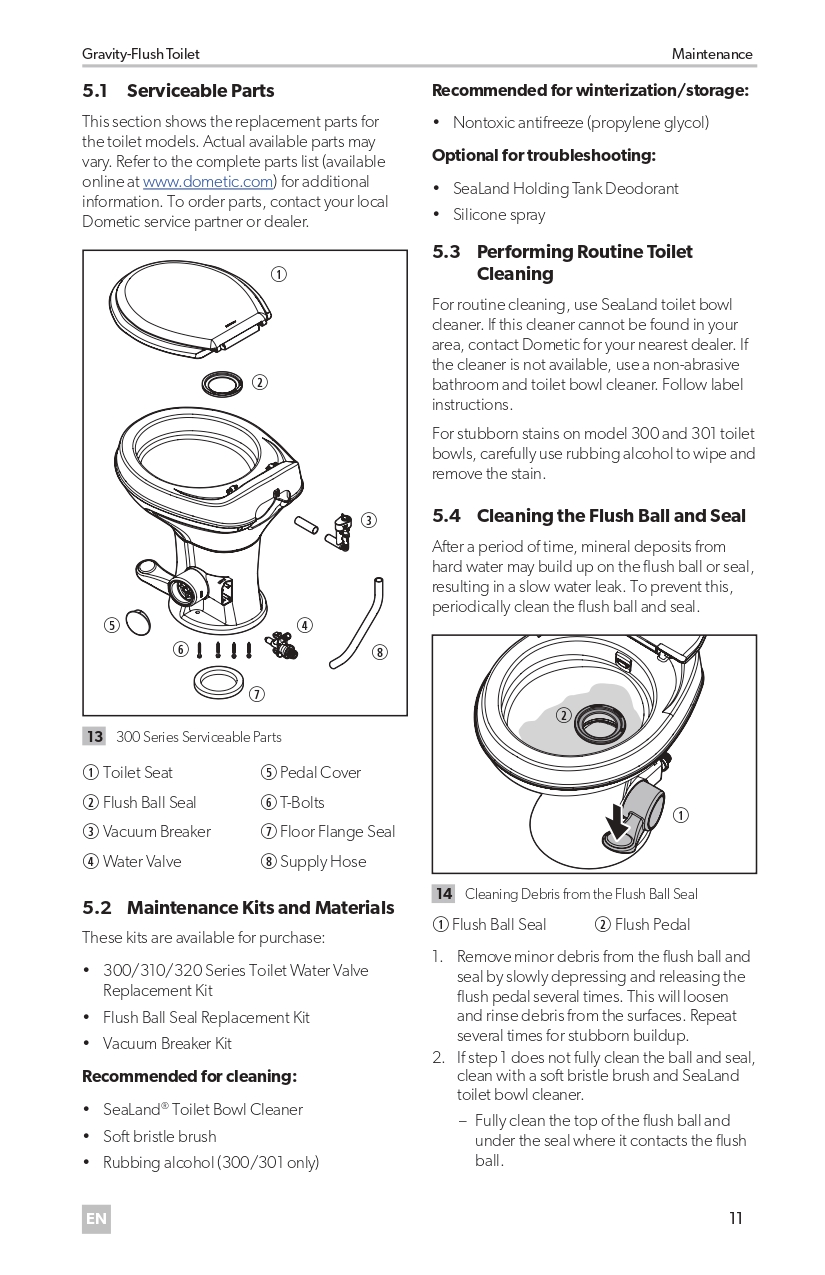 Gravity-Flush Toilet
Maintenance
5.1 Serviceable Parts
This section shows the replacement parts for
the toilet models. Actual available parts may
vary. Refer to the complete parts list (available
online at www.dometic.com) for additional
information. To order parts, contact your local
Dometic service partner or dealer.
①
②
③
④
⑤
⑥
⑦
⑧
13 300 Series Serviceable Parts
① Toilet Seat
② Flush Ball Seal
③ Vacuum Breaker
④ Water Valve
⑤ Pedal Cover
⑥ T-Bolts
⑦ Floor Flange Seal
⑧ Supply Hose
5.2 Maintenance Kits and Materials
These kits are available for purchase:
• 300/310/320 Series Toilet Water Valve
Replacement Kit
• Flush Ball Seal Replacement Kit
• Vacuum Breaker Kit
Recommended for cleaning:
• SeaLand® Toilet Bowl Cleaner
• Soft bristle brush
• Rubbing alcohol (300/301 only)
Recommended for winterization/storage:
• Nontoxic antifreeze (propylene glycol)
Optional for troubleshooting:
• SeaLand Holding Tank Deodorant
• Silicone spray
5.3 Performing Routine Toilet
Cleaning
For routine cleaning, use SeaLand toilet bowl
cleaner. If this cleaner cannot be found in your
area, contact Dometic for your nearest dealer. If
the cleaner is not available, use a non-abrasive
bathroom and toilet bowl cleaner. Follow label
instructions.
For stubborn stains on model 300 and 301 toilet
bowls, carefully use rubbing alcohol to wipe and
remove the stain.
5.4 Cleaning the Flush Ball and Seal
After a period of time, mineral deposits from
hard water may build up on the flush ball or seal,
resulting in a slow water leak. To prevent this,
periodically clean the flush ball and seal.
②
①
14 Cleaning Debris from the Flush Ball Seal
① Flush Ball Seal ② Flush Pedal
1. Remove minor debris from the flush ball and
seal by slowly depressing and releasing the
flush pedal several times. This will loosen
and rinse debris from the surfaces. Repeat
several times for stubborn buildup.
2. If step 1 does not fully clean the ball and seal,
clean with a soft bristle brush and SeaLand
toilet bowl cleaner.
– Fully clean the top of the flush ball and
under the seal where it contacts the flush
ball.
EN
11